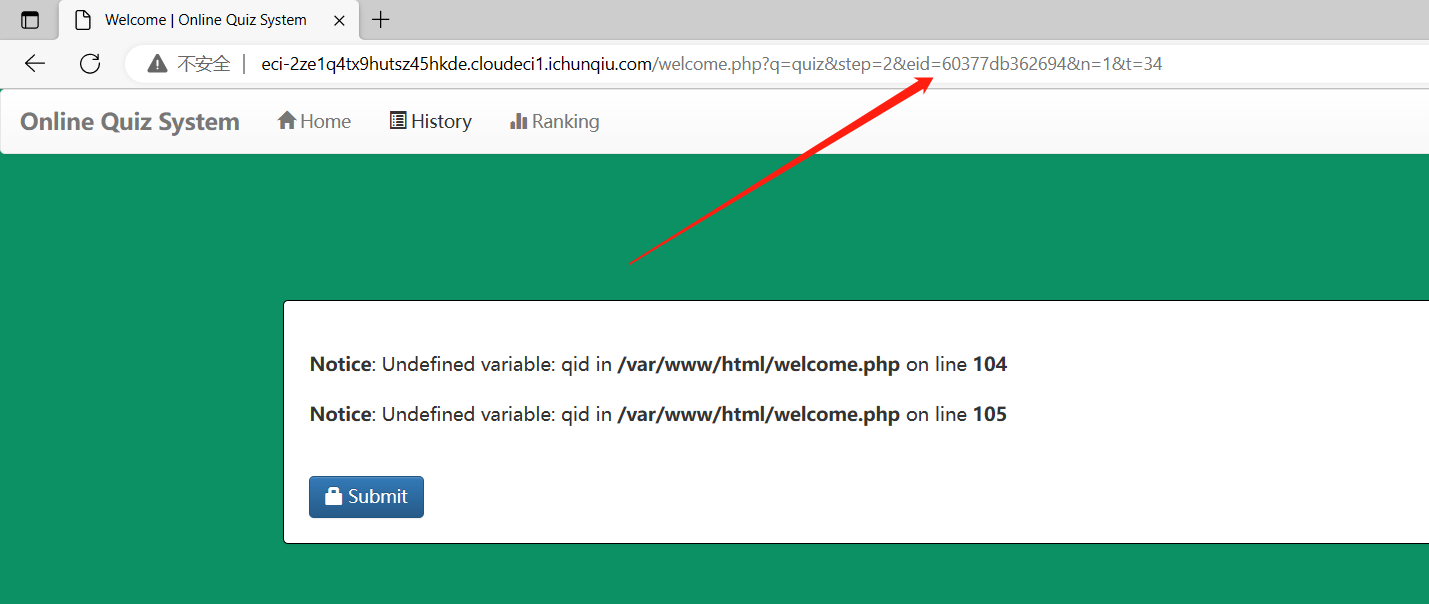 Welcome | Online Quiz System
不安全 | eci-2ze1q4tx9hutsz45hkde.cloudeci1.ichunqiu.com/welcome.php?q=quiz&step=2&eid=60377db362694&n=1&t=34
Online Quiz System Home History Ranking
Notice: Undefined variable: qid in /var/www/html/welcome.php on line 104
Notice: Undefined variable: qid in /var/www/html/welcome.php on line 105
Submit